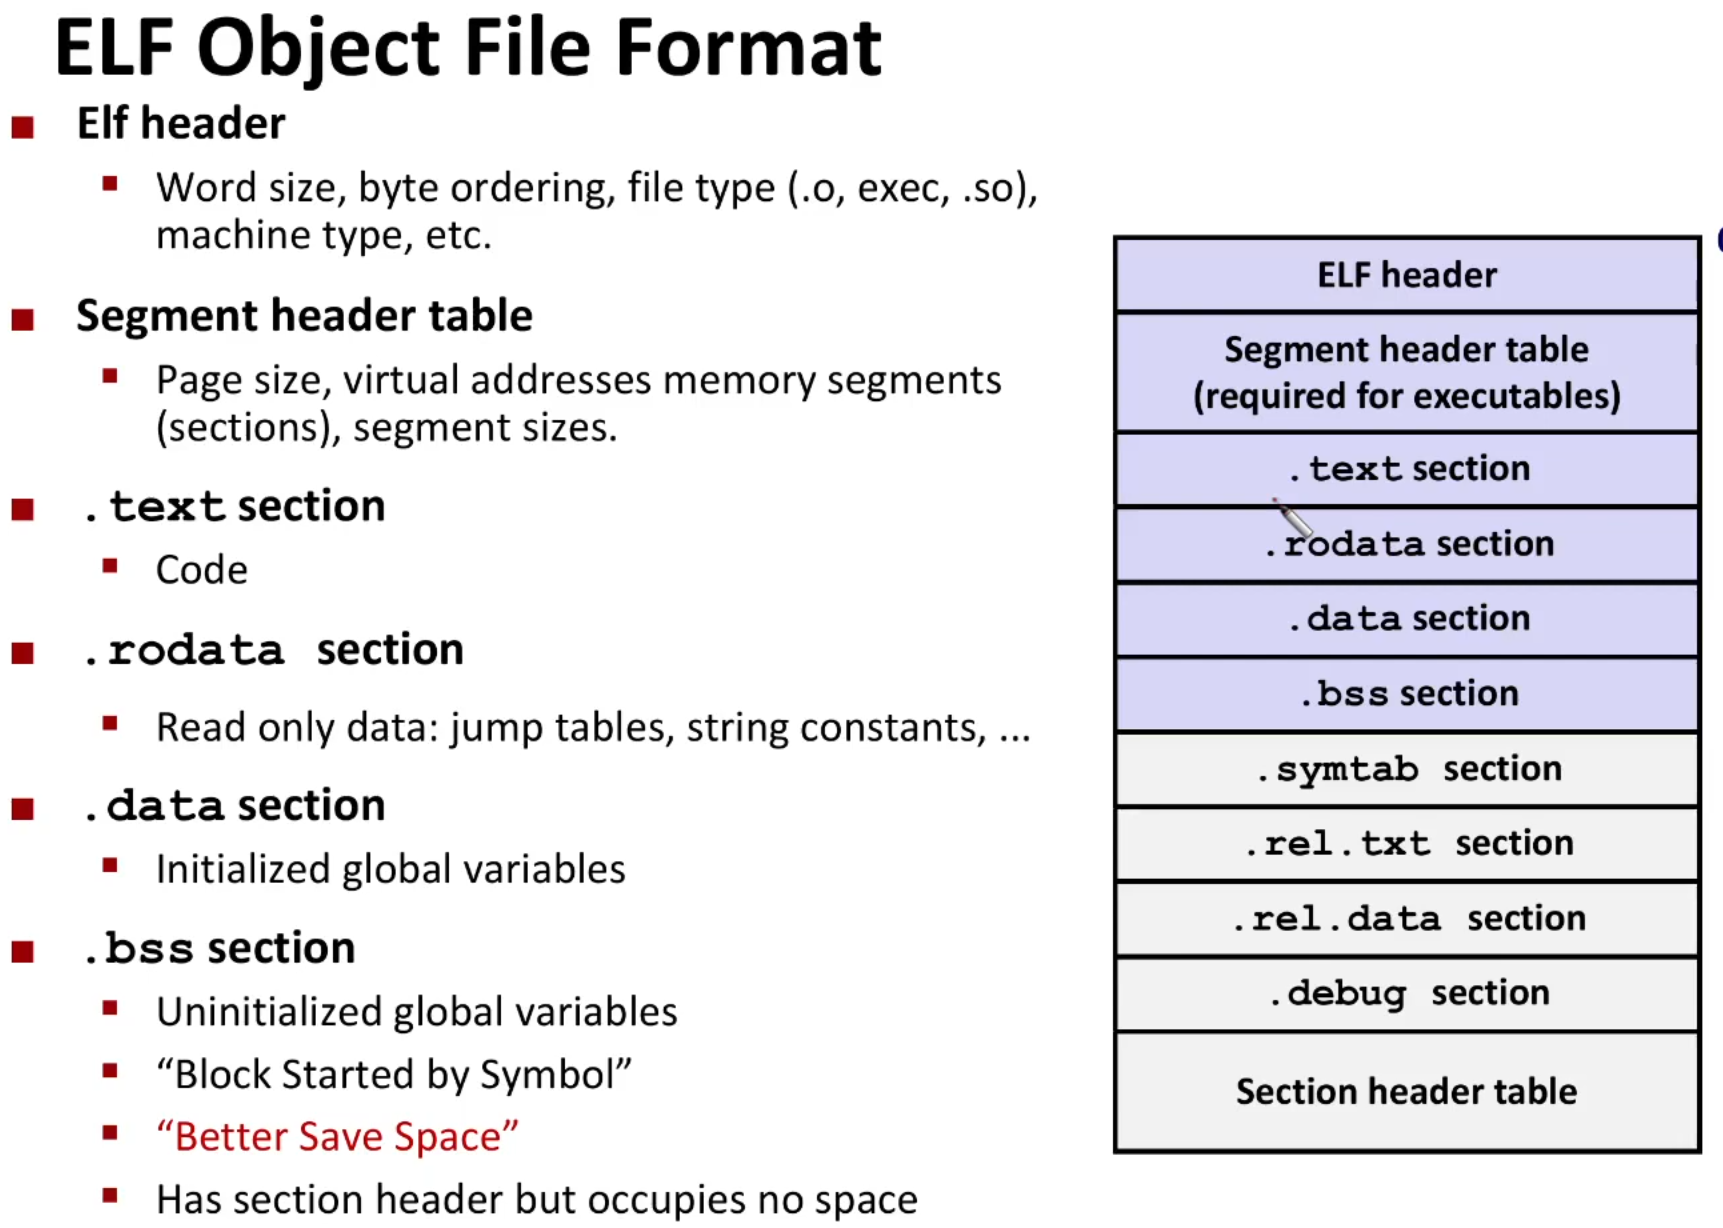 ELF Object File Format
Elf header
Word size, byte ordering, file type (.o, exec, .so),
machine type, etc.
Segment header table
Page size, virtual addresses memory segments
(sections), segment sizes.
.text section
Code
.rodata section
Read only data: jump tables, string constants, ...
.data section
Initialized global variables
.bss section
Uninitialized global variables
“Block Started by Symbol”
“Better Save Space”
Has section header but occupies no space
ELF header
Segment header table
(required for executables)
.text section
.rodata section
.data section
.bss section
.symtab section
.rel.txt section
.rel.data section
.debug section
Section header table